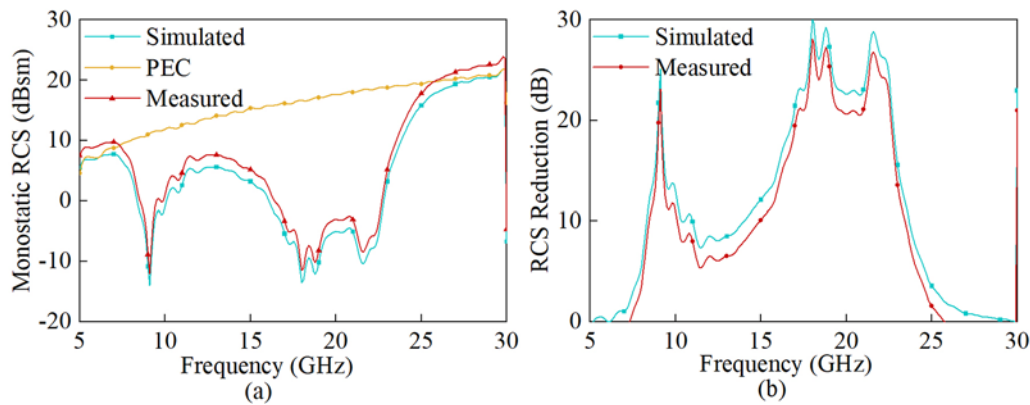 30
20
10
0
-10
-20
5 10 15 20 25 30
Monostatic RCS (dBsm)
Simulated
PEC
Measured
Frequency (GHz)
(a)
30
20
10
0
5 10 15 20 25 30
RCS Reduction (dB)
Simulated
Measured
Frequency (GHz)
(b)